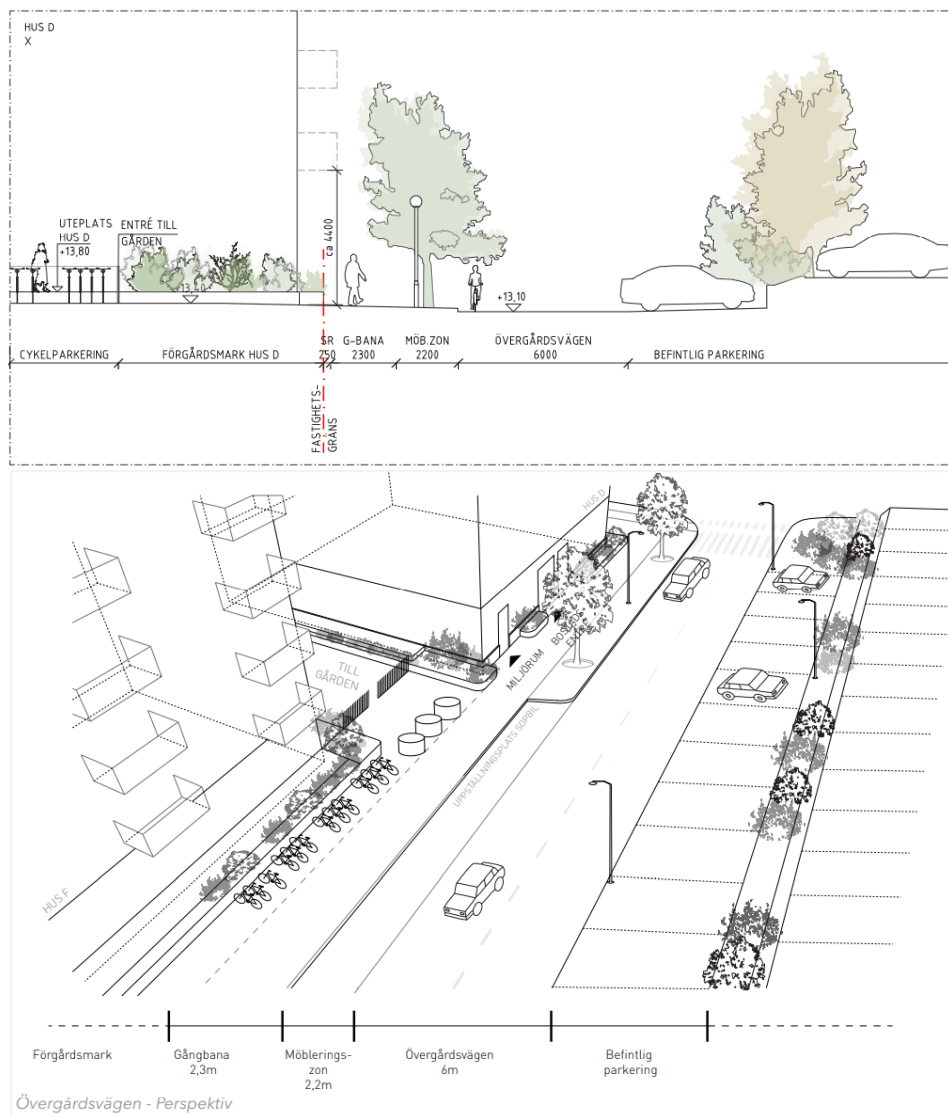 HUS D
X
UTEPLATS
HUS D
+13,80
ENTRÉ TILL
GÅRDEN
ca 4400
+13,10
CYKELPARKERING
FÖRGÅRDSMARK HUS D
SR
250
G-BANA
2300
MÖB.ZON
2200
ÖVERGÅRDSVÄGEN
6000
BEFINTLIG PARKERING
FASTIGHETS-
GRÄNS
HUS D
TILL
GÅRDEN
MILJÖRUM
BOSTADS
ENTRÉ
UPPSTÄLLNINGSPLATS SOPBIL
HUS F
Förgårdsmark
Gångbana
2,3m
Möblerings-
zon
2,2m
Övergårdsvägen
6m
Befintlig
parkering
Övergårdsvägen - Perspektiv